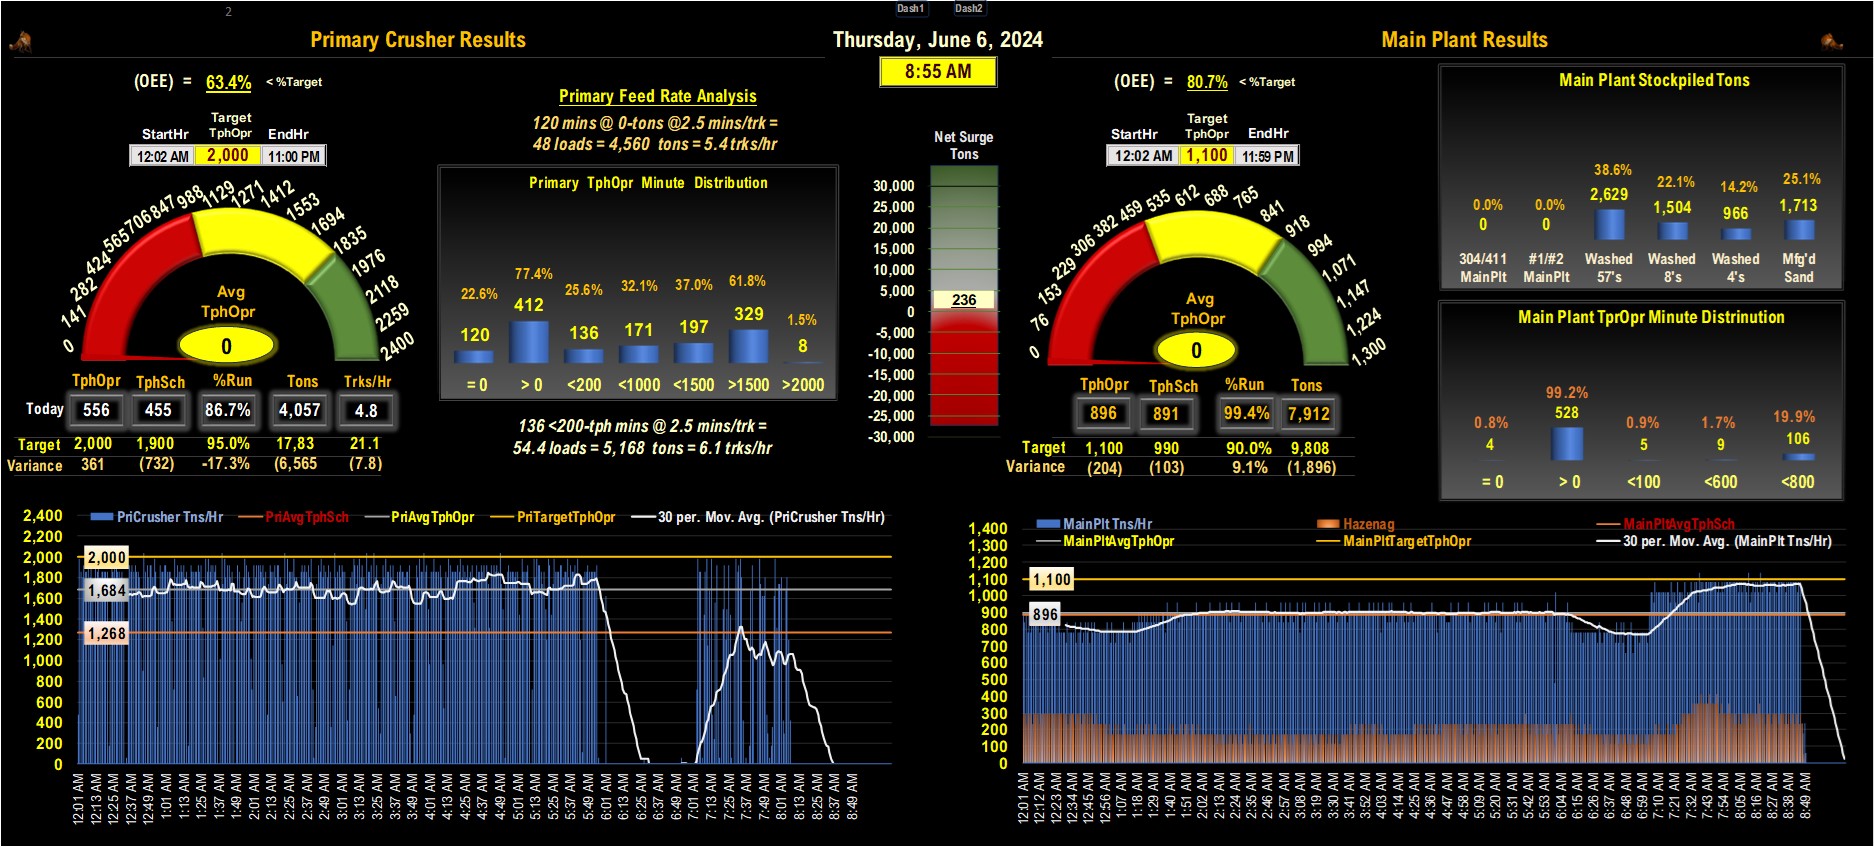 2
Dash1 Dash2
Primary Crusher Results
Thursday, June 6, 2024
Main Plant Results
8:55 AM
(OEE) = 63.4% < %Target
Target
StartHr TphOpr EndHr
12:02 AM 2,000 11:00 PM
0 141 282 424 565 706 847 988 1129 1271 1412 1553 1694 1835 1976 2118 2259 2400
Avg
TphOpr
0
TphOpr TphSch %Run Tons Trks/Hr
Today 556 455 86.7% 4,057 4.8
Target 2,000 1,900 95.0% 17,83 21.1
Variance 361 (732) -17.3% (6,565 (7.8)
Primary Feed Rate Analysis
120 mins @ 0-tons @2.5 mins/trk =
48 loads = 4,560 tons = 5.4 trks/hr
Primary TphOpr Minute Distribution
22.6% 77.4% 25.6% 32.1% 37.0% 61.8% 1.5%
120 412 136 171 197 329 8
= 0 > 0 <200 <1000 <1500 >1500 >2000
136 <200-tph mins @ 2.5 mins/trk =
54.4 loads = 5,168 tons = 6.1 trks/hr
Net Surge
Tons
30,000
25,000
20,000
15,000
10,000
5,000
236
0
-5,000
-10,000
-15,000
-20,000
-25,000
-30,000
(OEE) = 80.7% < %Target
Target
StartHr TphOpr EndHr
12:02 AM 1,100 11:59 PM
0 76 153 229 306 382 459 535 612 688 765 841 918 994 1,071 1,147 1,224 1,300
Avg
TphOpr
0
TphOpr TphSch %Run Tons
896 891 99.4% 7,912
Target 1,100 990 90.0% 9,808
Variance (204) (103) 9.1% (1,896)
Main Plant Stockpiled Tons
0.0% 0.0% 38.6% 22.1% 14.2% 25.1%
0 0 2,629 1,504 966 1,713
304/411 #1/#2 Washed Washed Washed Mfg'd
MainPlt MainPlt 57's 8's 4's Sand
Main Plant TprOpr Minute Distrinution
0.8% 99.2% 0.9% 1.7% 19.9%
4 528 5 9 106
= 0 > 0 <100 <600 <800
PriCrusher Tns/Hr PriAvgTphSch PriAvgTphOpr PriTargetTphOpr 30 per. Mov. Avg. (PriCrusher Tns/Hr)
2,400
2,200
2,000
1,800
1,600
1,400
1,200
1,000
800
600
400
200
0
2,000
1,684
1,268
12:01 AM 12:13 AM 12:25 AM 12:37 AM 12:49 AM 1:01 AM 1:13 AM 1:25 AM 1:37 AM 1:49 AM 2:01 AM 2:13 AM 2:25 AM 2:37 AM 2:49 AM 3:01 AM 3:13 AM 3:25 AM 3:37 AM 3:49 AM 4:01 AM 4:13 AM 4:25 AM 4:37 AM 4:49 AM 5:01 AM 5:13 AM 5:25 AM 5:37 AM 5:49 AM 6:01 AM 6:13 AM 6:25 AM 6:37 AM 6:49 AM 7:01 AM 7:13 AM 7:25 AM 7:37 AM 7:49 AM 8:01 AM 8:13 AM 8:25 AM 8:37 AM 8:49 AM
MainPlt Tns/Hr Hazenag MainPltAvgTphSch
MainPltAvgTphOpr MainPltTargetTphOpr 30 per. Mov. Avg. (MainPlt Tns/Hr)
1,400
1,300
1,200
1,100
1,000
900
800
700
600
500
400
300
200
100
0
1,100
896
12:01 AM 12:12 AM 12:23 AM 12:34 AM 12:45 AM 12:56 AM 1:07 AM 1:18 AM 1:29 AM 1:40 AM 1:51 AM 2:02 AM 2:13 AM 2:24 AM 2:35 AM 2:46 AM 2:57 AM 3:08 AM 3:19 AM 3:30 AM 3:41 AM 3:52 AM 4:03 AM 4:14 AM 4:25 AM 4:36 AM 4:47 AM 4:58 AM 5:09 AM 5:20 AM 5:31 AM 5:42 AM 5:53 AM 6:04 AM 6:15 AM 6:26 AM 6:37 AM 6:48 AM 6:59 AM 7:10 AM 7:21 AM 7:32 AM 7:43 AM 7:54 AM 8:05 AM 8:16 AM 8:27 AM 8:38 AM 8:49 AM